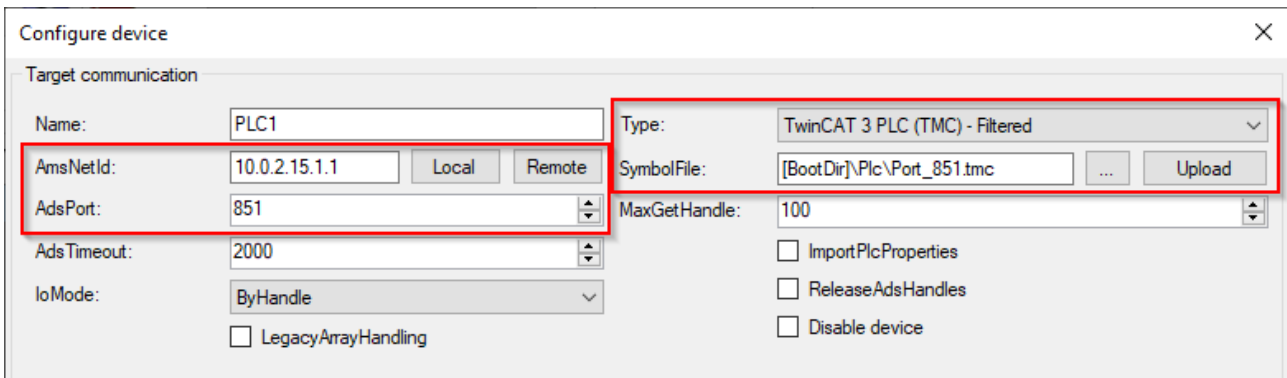 Configure device
Target communication
Name: PLC1 Type: TwinCAT 3 PLC (TMC) - Filtered
AmsNetId: 10.0.2.15.1.1 Local Remote SymbolFile: [BootDir]\Plc\Port_851.tmc ... Upload
AdsPort: 851 MaxGetHandle: 100
AdsTimeout: 2000 ImportPlcProperties
IoMode: ByHandle ReleaseAdsHandles
LegacyArrayHandling Disable device